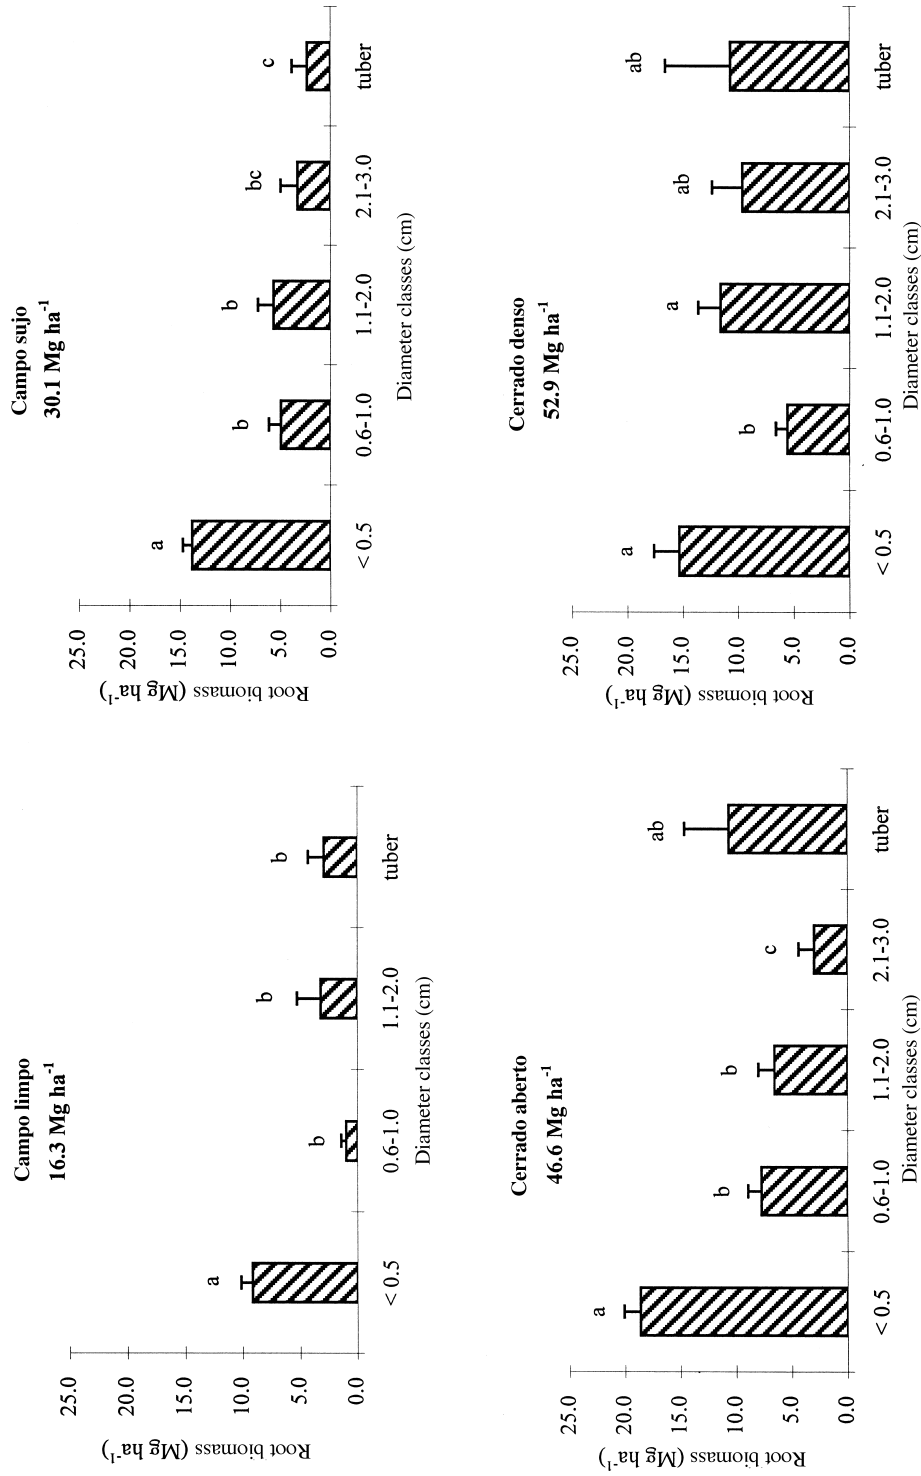 Campo limpo
16.3 Mg ha-1
Root biomass (Mg ha-1)
25.0
20.0
15.0
10.0
5.0
0.0
a
b
b
b
< 0.5
0.6-1.0
1.1-2.0
tuber
Diameter classes (cm)
Campo sujo
30.1 Mg ha-1
Root biomass (Mg ha-1)
25.0
20.0
15.0
10.0
5.0
0.0
a
b
b
bc
c
< 0.5
0.6-1.0
1.1-2.0
2.1-3.0
tuber
Diameter classes (cm)
Cerrado aberto
46.6 Mg ha-1
Root biomass (Mg ha-1)
25.0
20.0
15.0
10.0
5.0
0.0
a
b
b
c
ab
< 0.5
0.6-1.0
1.1-2.0
2.1-3.0
tuber
Diameter classes (cm)
Cerrado denso
52.9 Mg ha-1
Root biomass (Mg ha-1)
25.0
20.0
15.0
10.0
5.0
0.0
a
b
a
ab
ab
< 0.5
0.6-1.0
1.1-2.0
2.1-3.0
tuber
Diameter classes (cm)